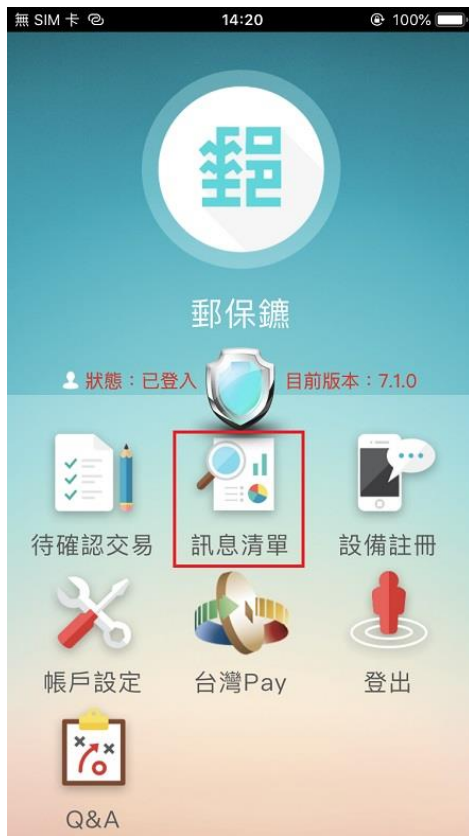 無 SIM 卡 14:20 100%
郵
郵保鑣
狀態：已登入 目前版本：7.1.0
待確認交易 訊息清單 設備註冊
帳戶設定 台灣Pay 登出
Q&A